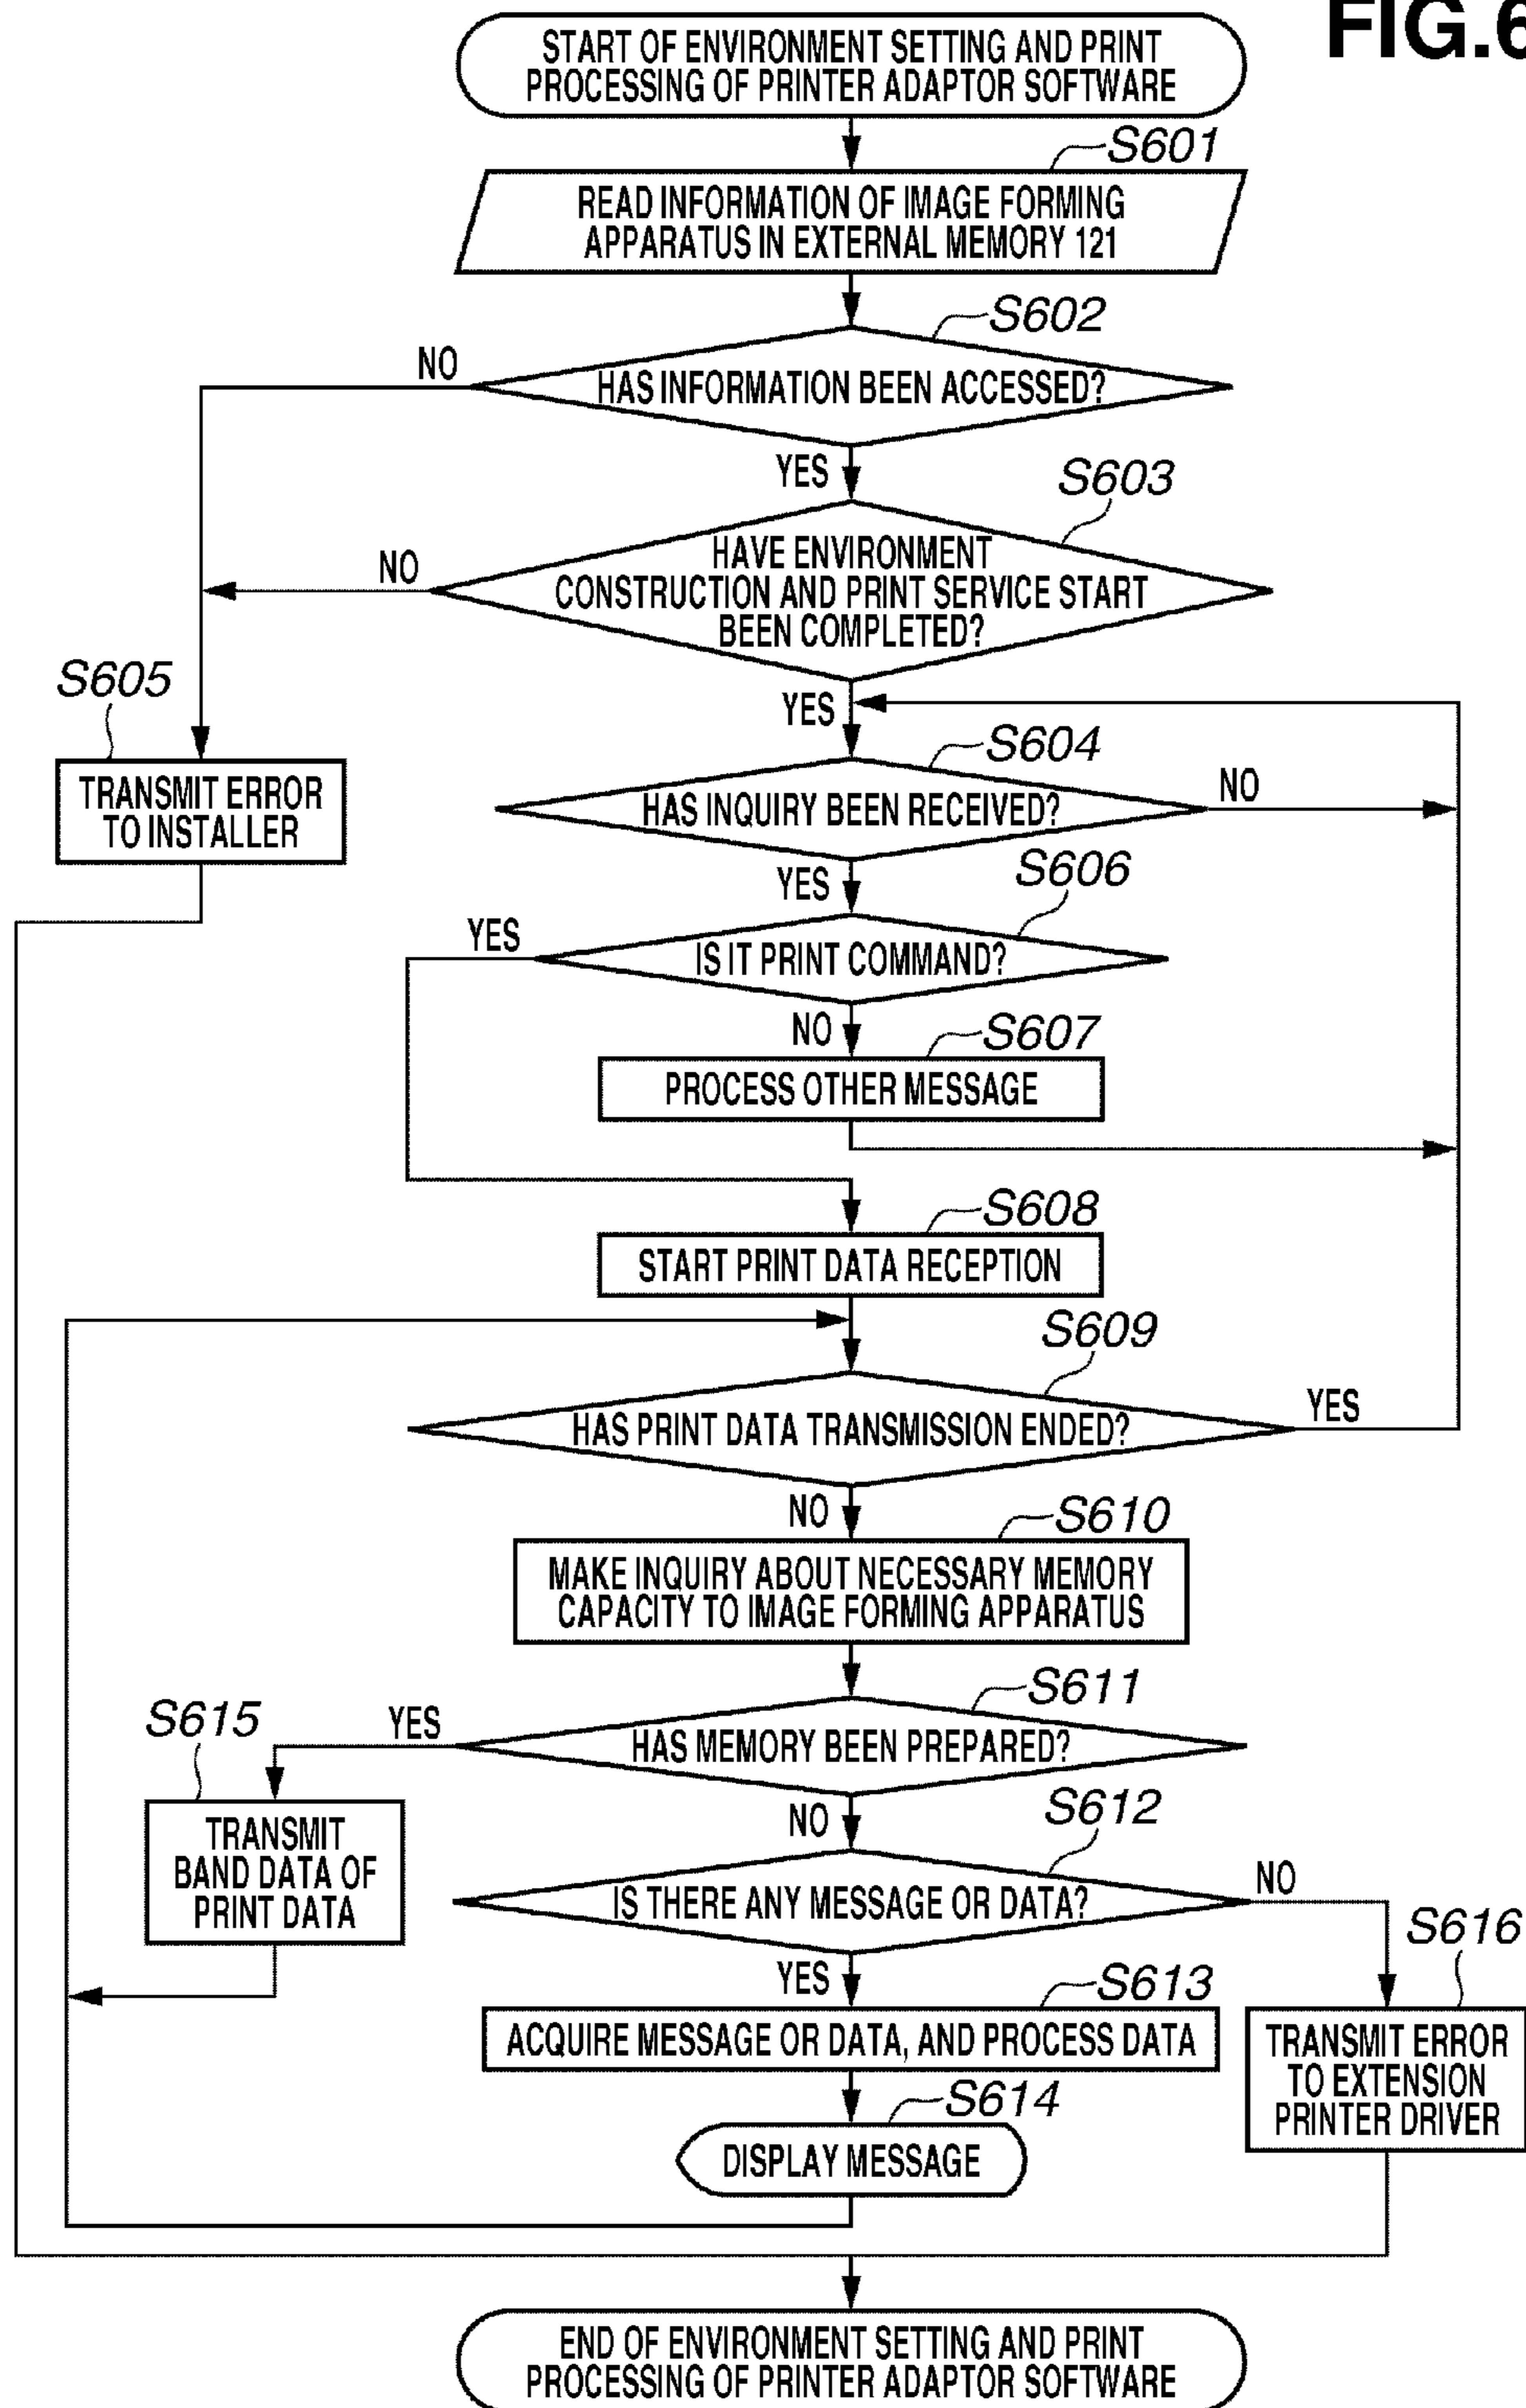 FIG.6
START OF ENVIRONMENT SETTING AND PRINT
PROCESSING OF PRINTER ADAPTOR SOFTWARE
S601
READ INFORMATION OF IMAGE FORMING
APPARATUS IN EXTERNAL MEMORY 121
S602
NO
HAS INFORMATION BEEN ACCESSED?
YES
S603
NO
HAVE ENVIRONMENT
CONSTRUCTION AND PRINT SERVICE START
BEEN COMPLETED?
S605
YES
TRANSMIT ERROR
TO INSTALLER
S604
HAS INQUIRY BEEN RECEIVED?
NO
YES
S606
YES
IS IT PRINT COMMAND?
NO
S607
PROCESS OTHER MESSAGE
S608
START PRINT DATA RECEPTION
S609
HAS PRINT DATA TRANSMISSION ENDED?
YES
NO
S610
MAKE INQUIRY ABOUT NECESSARY MEMORY
CAPACITY TO IMAGE FORMING APPARATUS
S611
S615
YES
HAS MEMORY BEEN PREPARED?
TRANSMIT
BAND DATA OF
PRINT DATA
NO
S612
IS THERE ANY MESSAGE OR DATA?
NO
S616
YES
S613
ACQUIRE MESSAGE OR DATA, AND PROCESS DATA
TRANSMIT ERROR
TO EXTENSION
PRINTER DRIVER
S614
DISPLAY MESSAGE
END OF ENVIRONMENT SETTING AND PRINT
PROCESSING OF PRINTER ADAPTOR SOFTWARE